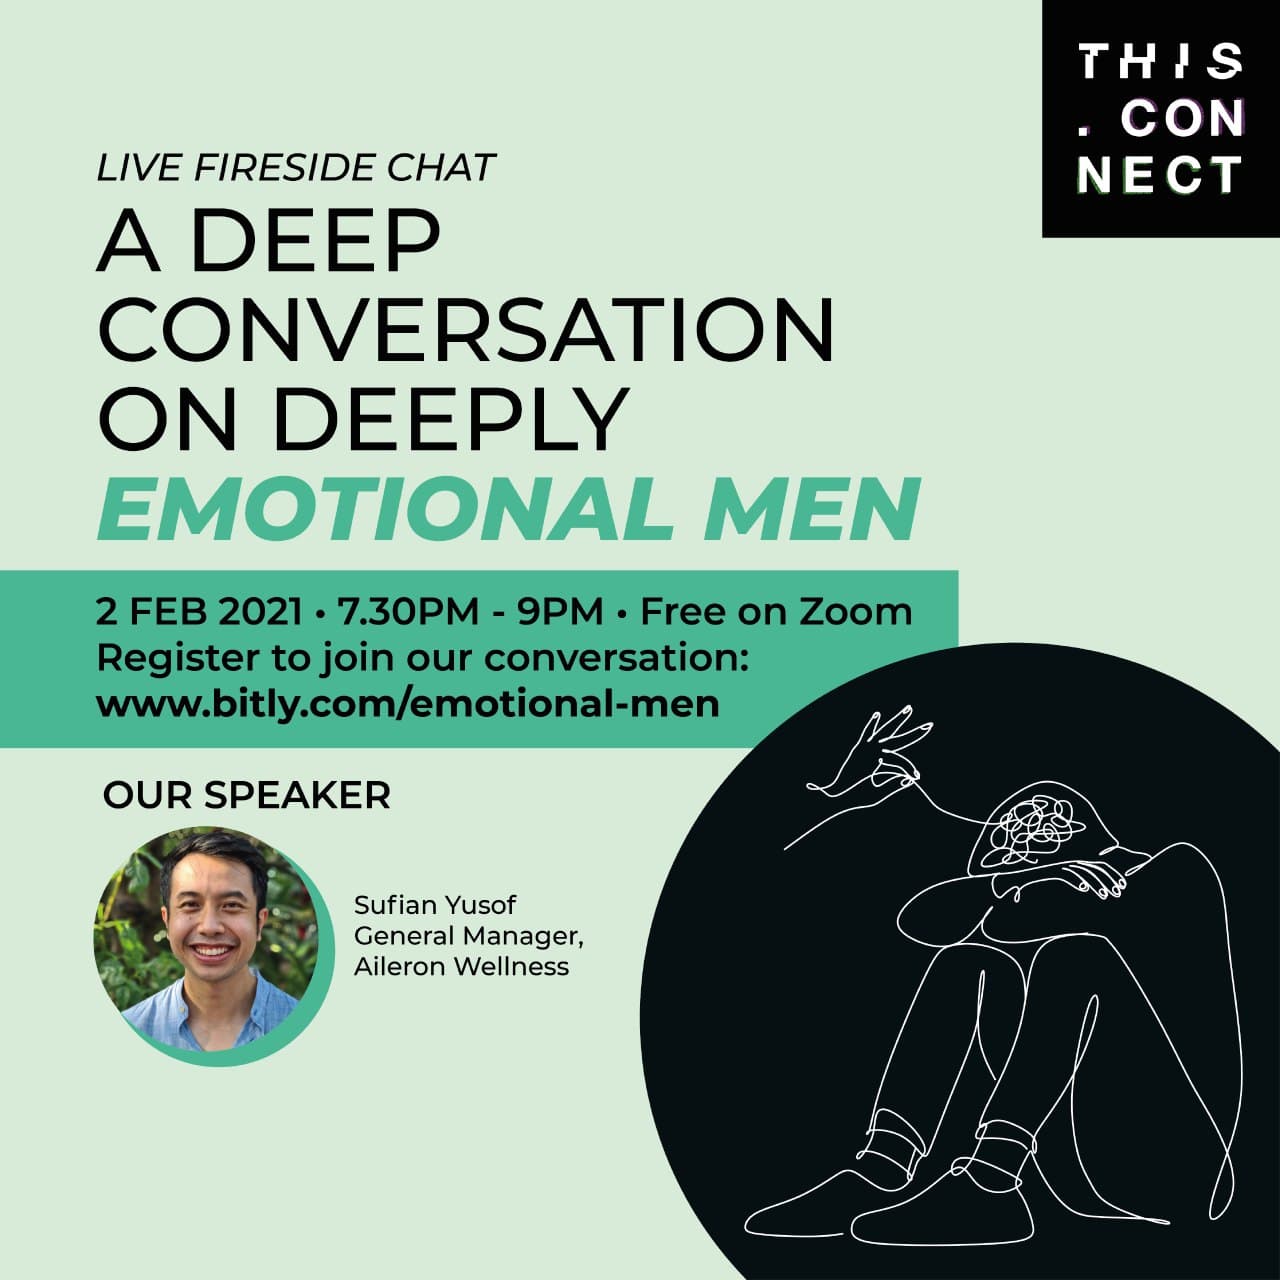 THIS
. CON
NECT
LIVE FIRESIDE CHAT
A DEEP
CONVERSATION
ON DEEPLY
EMOTIONAL MEN
2 FEB 2021 • 7.30PM - 9PM • Free on Zoom
Register to join our conversation:
www.bitly.com/emotional-men
OUR SPEAKER
Sufian Yusof
General Manager,
Aileron Wellness